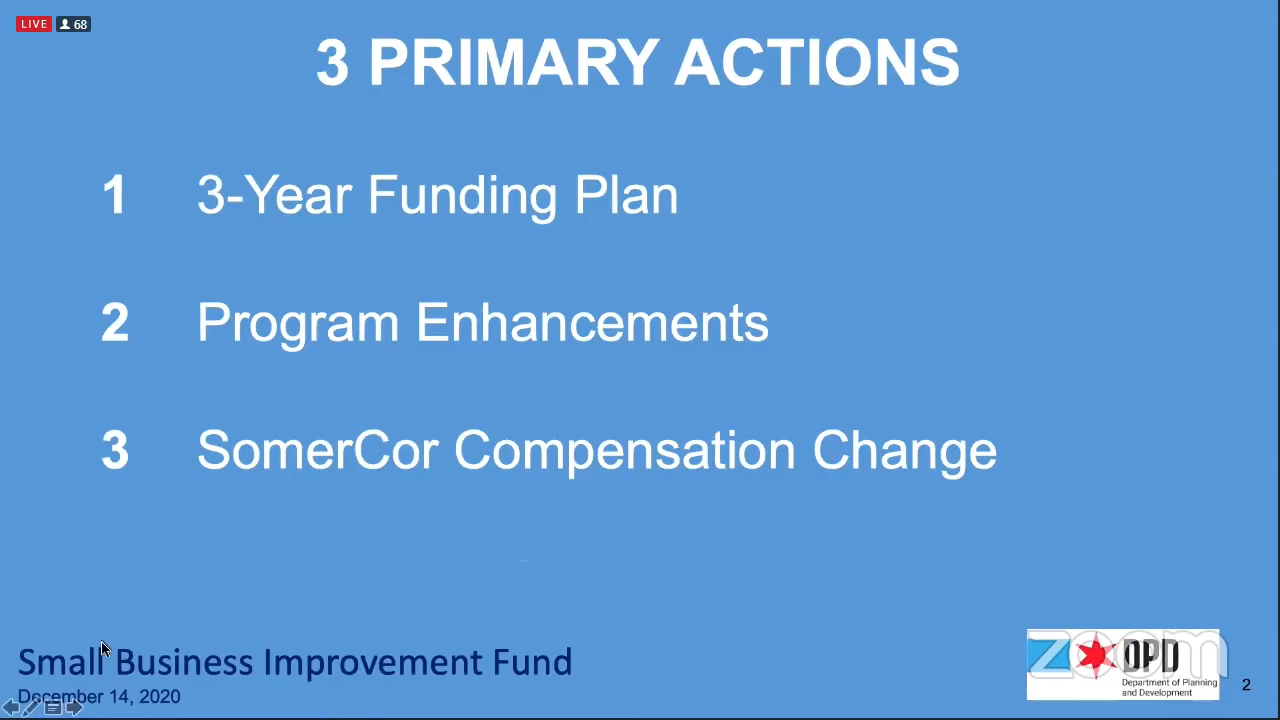 LIVE 68
3 PRIMARY ACTIONS
1 3-Year Funding Plan
2 Program Enhancements
3 SomerCor Compensation Change
Small Business Improvement Fund
December 14, 2020
zoom
DPD
Department of Planning
and Development
2